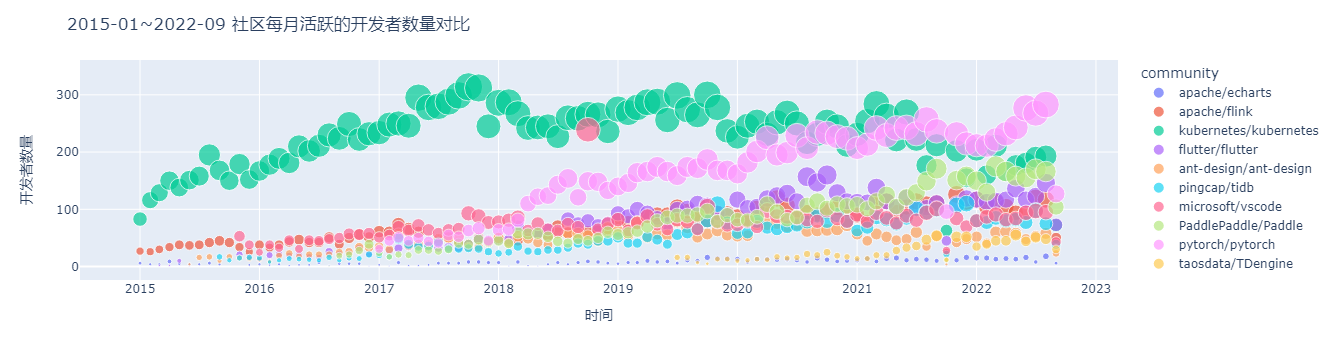 2015-01~2022-09 社区每月活跃的开发者数量对比
community
apache/echarts
apache/flink
kubernetes/kubernetes
flutter/flutter
ant-design/ant-design
pingcap/tidb
microsoft/vscode
PaddlePaddle/Paddle
pytorch/pytorch
taosdata/TDengine
开发者数量
300
200
100
0
2015 2016 2017 2018 2019 2020 2021 2022 2023
时间